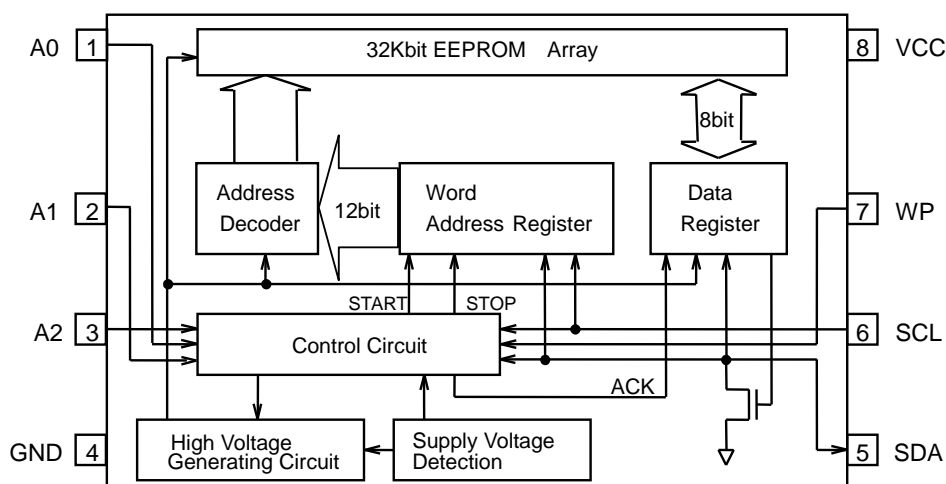 A0 1
32Kbit EEPROM Array
8 VCC
8bit
A1 2
Address
Decoder
12bit
Word
Address Register
Data
Register
7 WP
START
STOP
A2 3
Control Circuit
6 SCL
ACK
GND 4
High Voltage
Generating Circuit
Supply Voltage
Detection
5 SDA